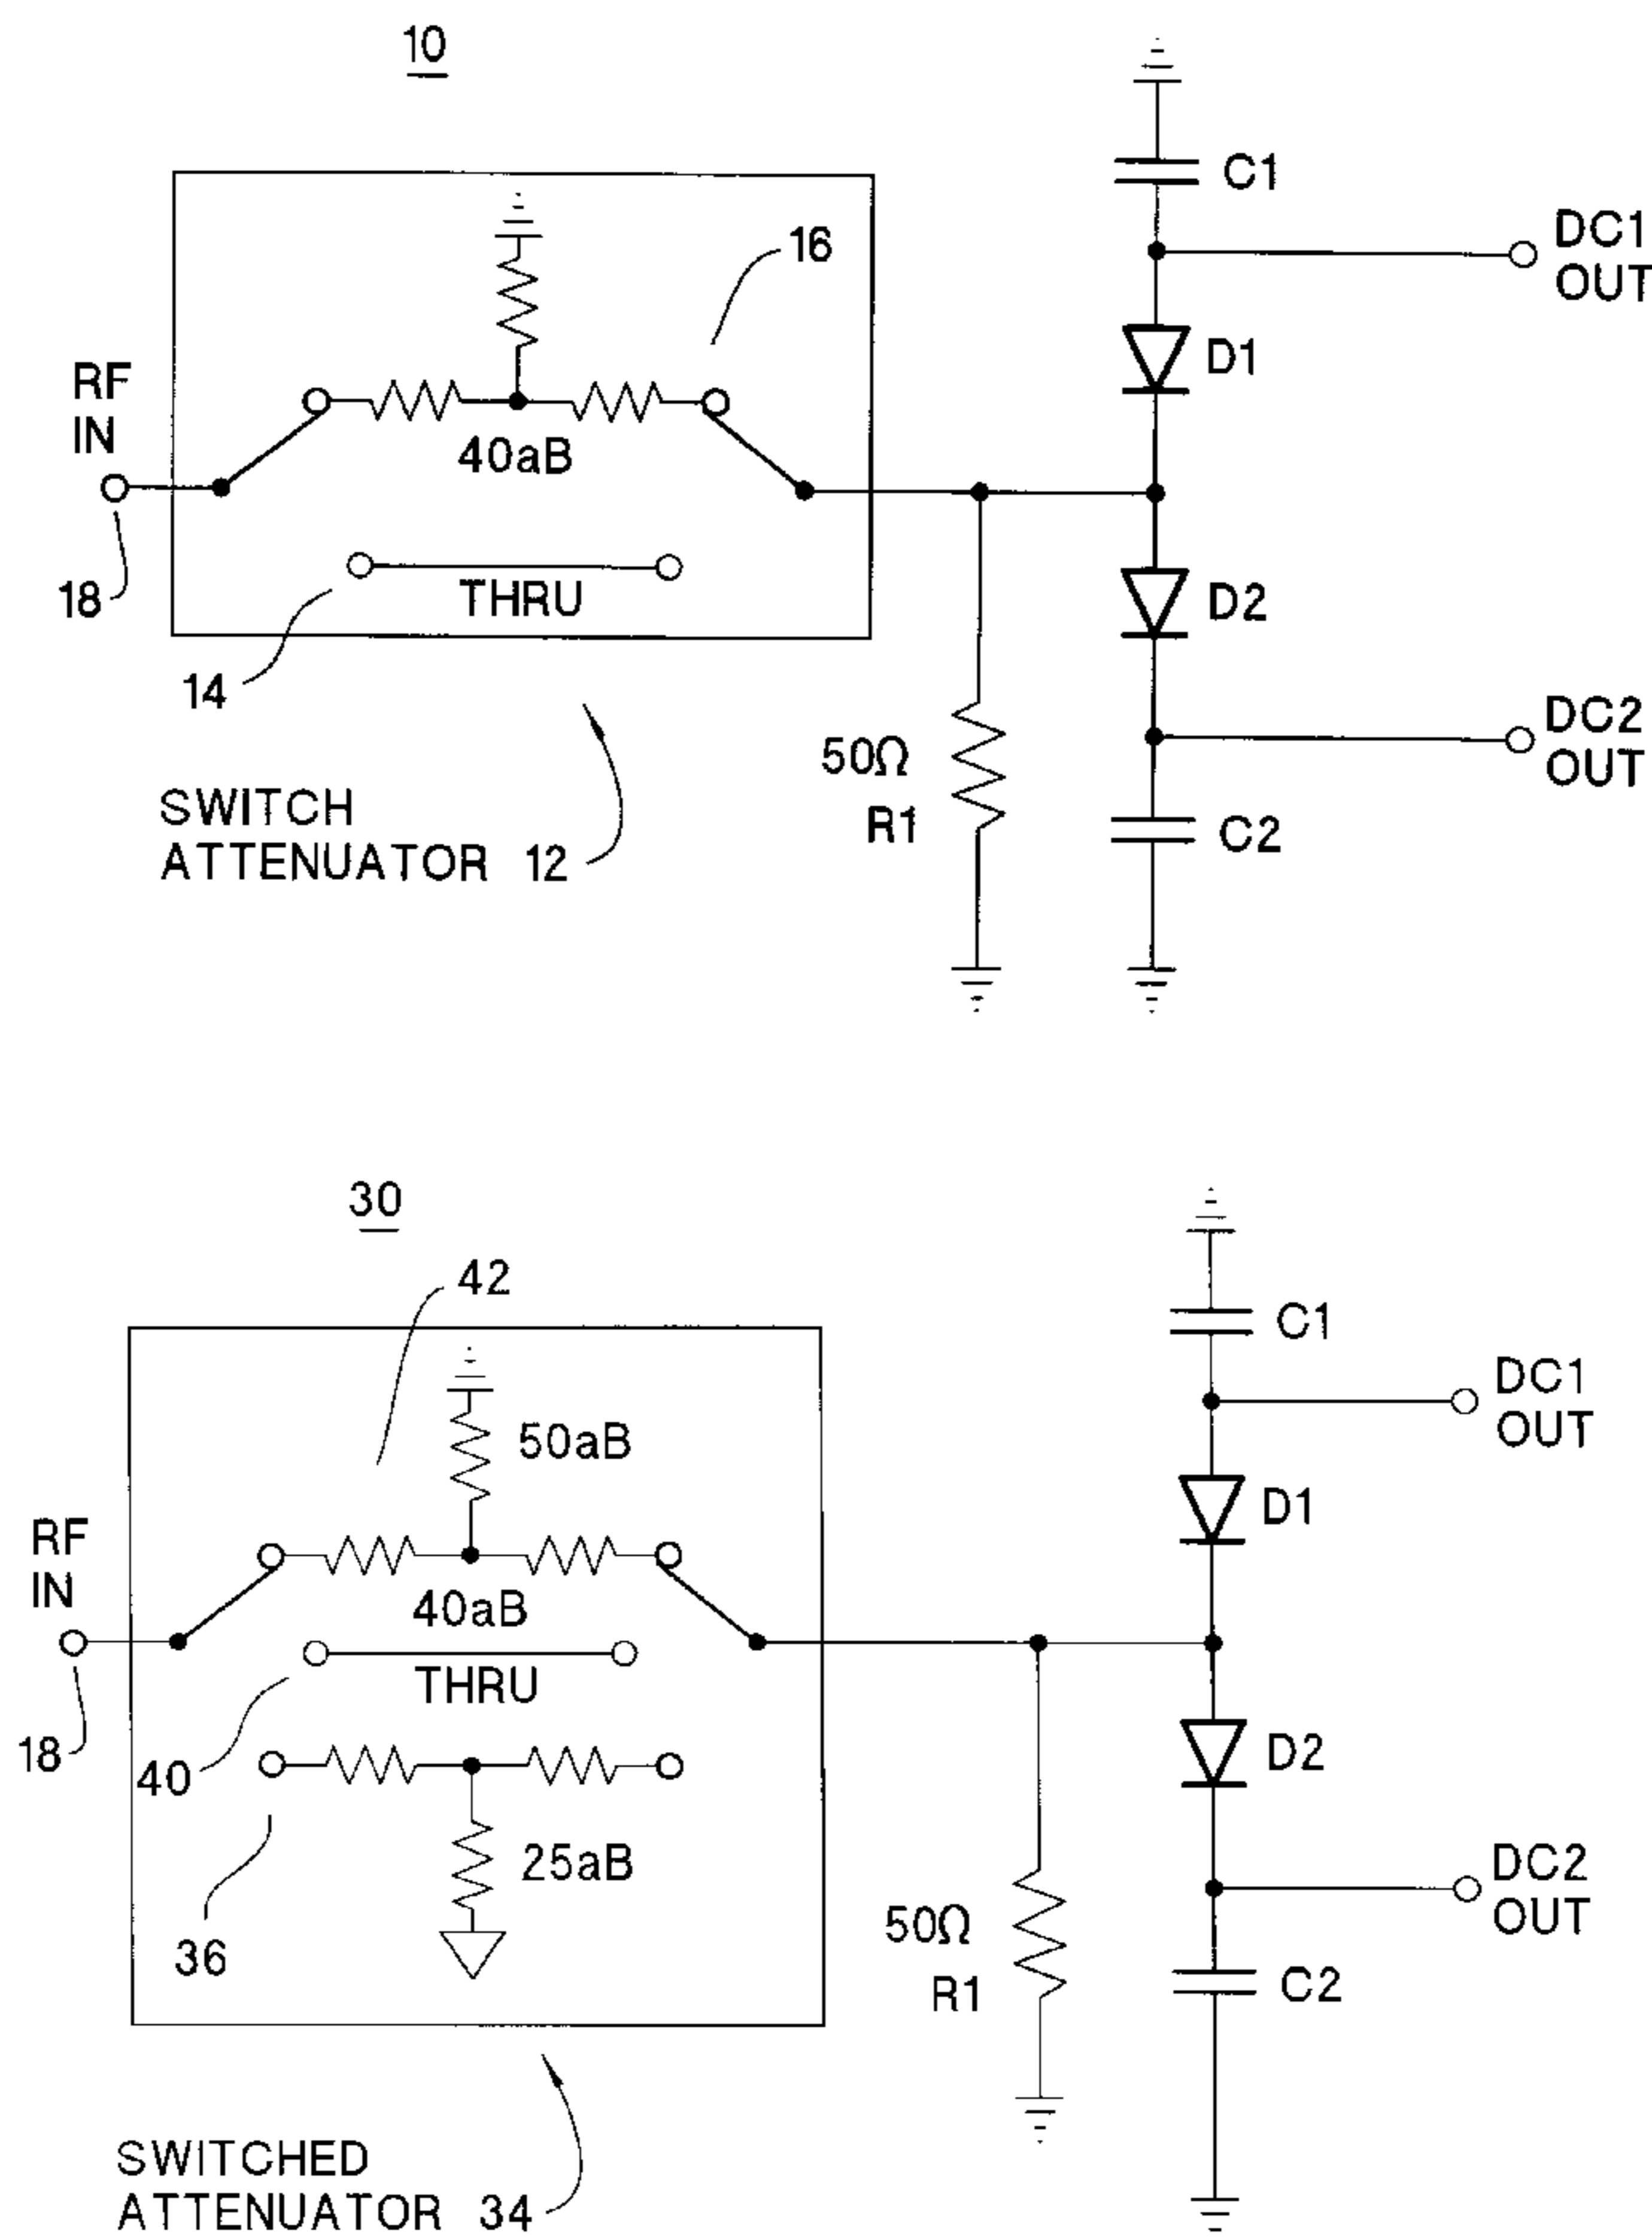 10
C1
DC1
OUT
16
D1
RF
IN
40aB
18
THRU
D2
14
DC2
OUT
50Ω
R1
C2
SWITCH
ATTENUATOR 12
30
42
C1
DC1
OUT
50aB
D1
RF
IN
40aB
THRU
18
40
D2
25aB
DC2
OUT
36
50Ω
R1
C2
SWITCHED
ATTENUATOR 34